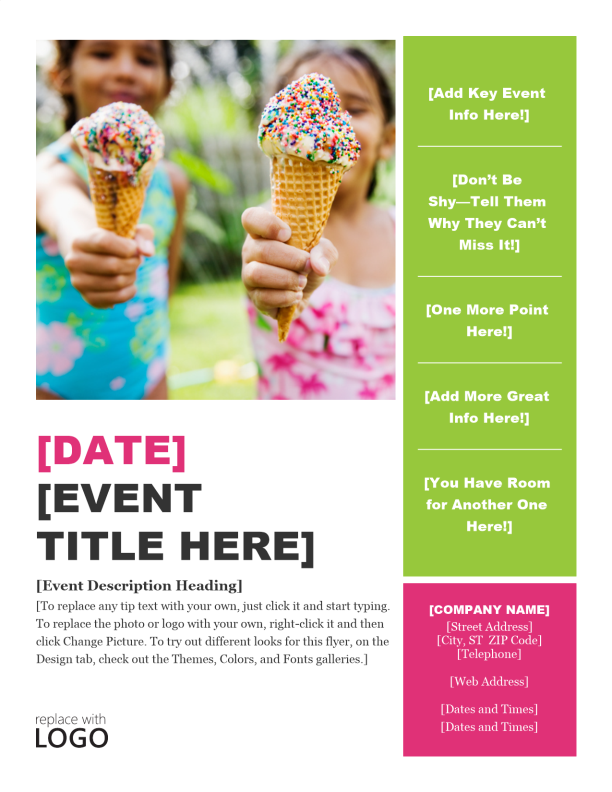 [Add Key Event
Info Here!]
[Don’t Be
Shy—Tell Them
Why They Can’t
Miss It!]
[One More Point
Here!]
[Add More Great
Info Here!]
[You Have Room
for Another One
Here!]
[DATE]
[EVENT
TITLE HERE]
[Event Description Heading]
[To replace any tip text with your own, just click it and start typing.
To replace the photo or logo with your own, right-click it and then
click Change Picture. To try out different looks for this flyer, on the
Design tab, check out the Themes, Colors, and Fonts galleries.]
replace with
LOGO
[COMPANY NAME]
[Street Address]
[City, ST  ZIP Code]
[Telephone]
[Web Address]
[Dates and Times]
[Dates and Times]